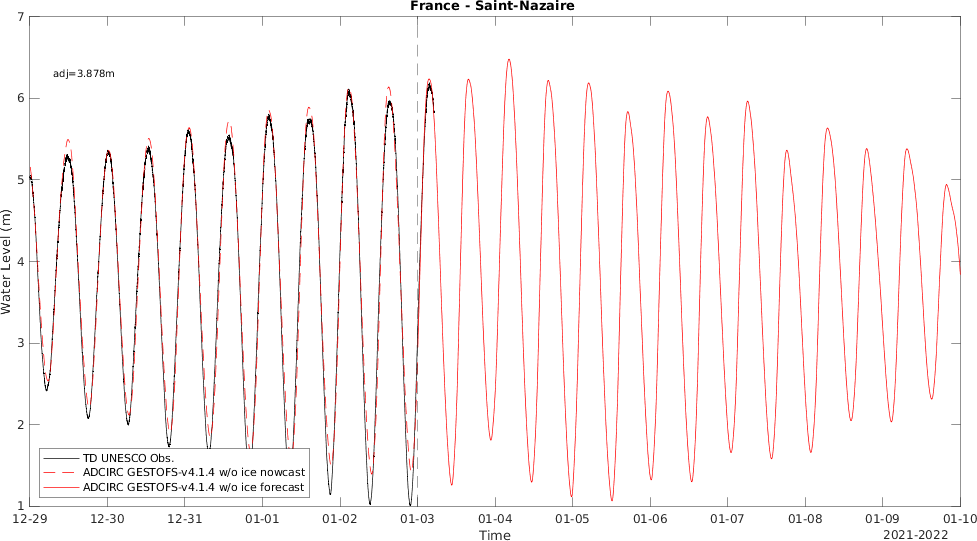 France - Saint-Nazaire
adj=3.878m
7
6
5
4
3
2
1
Water Level (m)
TD UNESCO Obs.
ADCIRC GESTOFS-v4.1.4 w/o ice nowcast
ADCIRC GESTOFS-v4.1.4 w/o ice forecast
12-29 12-30 12-31 01-01 01-02 01-03 01-04 01-05 01-06 01-07 01-08 01-09 01-10
Time
2021-2022